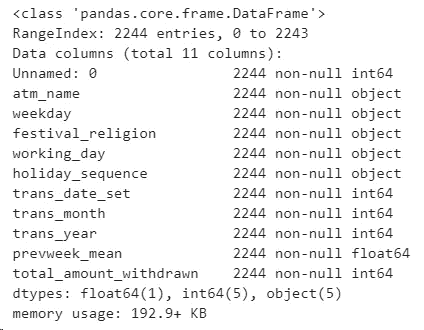 <class 'pandas.core.frame.DataFrame'>
RangeIndex: 2244 entries, 0 to 2243
Data columns (total 11 columns):
Unnamed: 0                2244 non-null int64
atm_name                  2244 non-null object
weekday                   2244 non-null object
festival_religion         2244 non-null object
working_day               2244 non-null object
holiday_sequence          2244 non-null object
trans_date_set            2244 non-null int64
trans_month               2244 non-null int64
trans_year                2244 non-null int64
prevweek_mean             2244 non-null float64
total_amount_withdrawn    2244 non-null int64
dtypes: float64(1), int64(5), object(5)
memory usage: 192.9+ KB